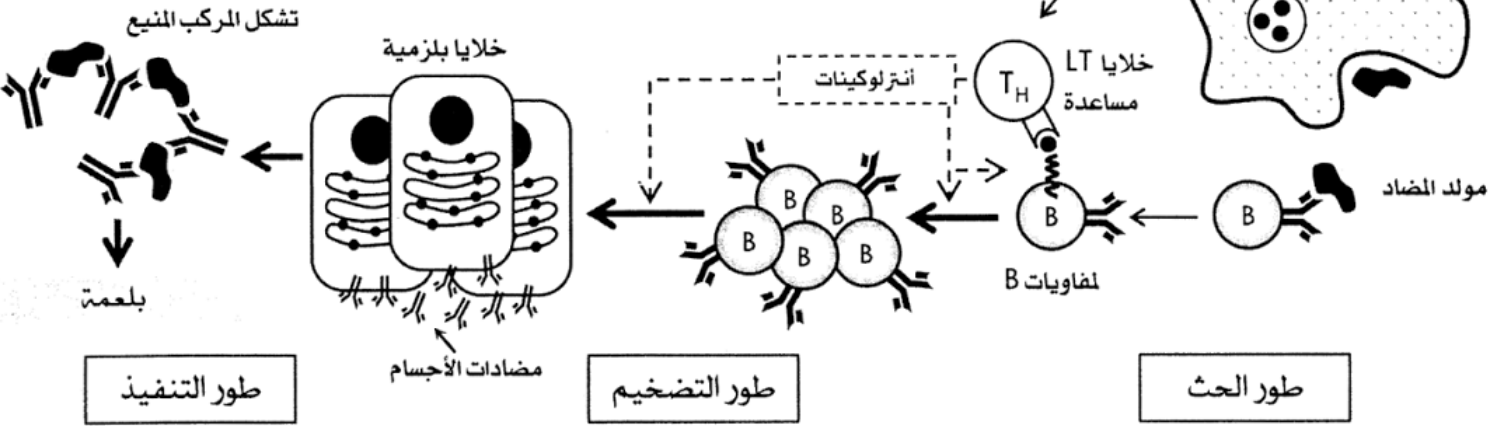 تشكل المركب المنيع
خلايا بلزمية
أنترلوكينات
T_H
خلايا LT
مساعدة
مولد المضاد
B
B
B
B
B
B
B
لمفاويات B
بلعمة
مضادات الأجسام
طور الحث
طور التضخيم
طور التنفيذ